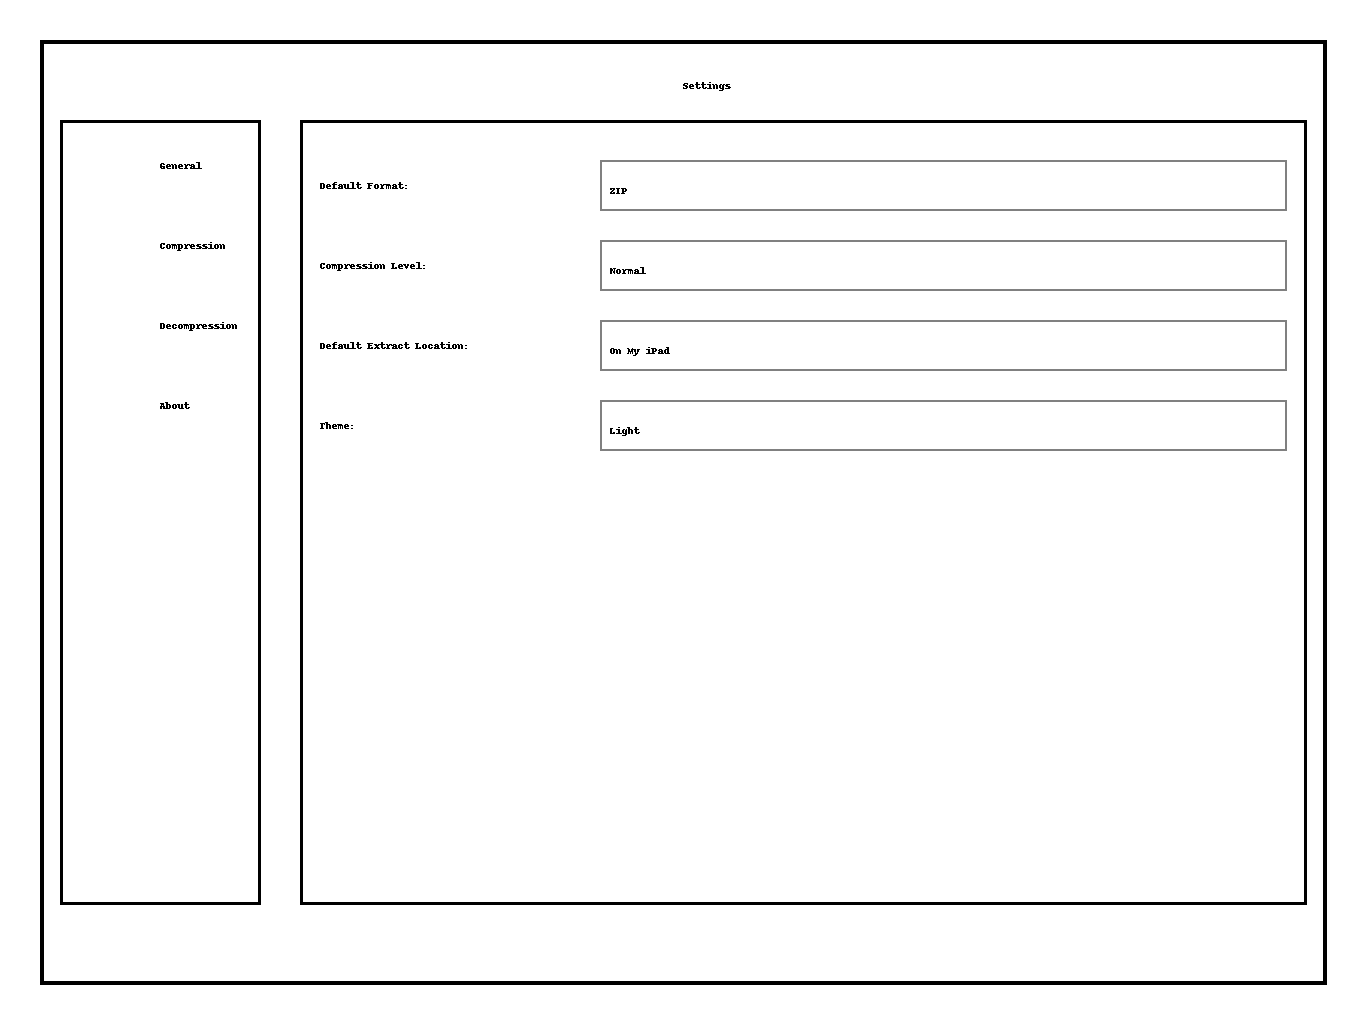 Settings
General
Compression
Decompression
About
Default Format:
ZIP
Compression Level:
Normal
Default Extract Location:
On My iPad
Theme:
Light